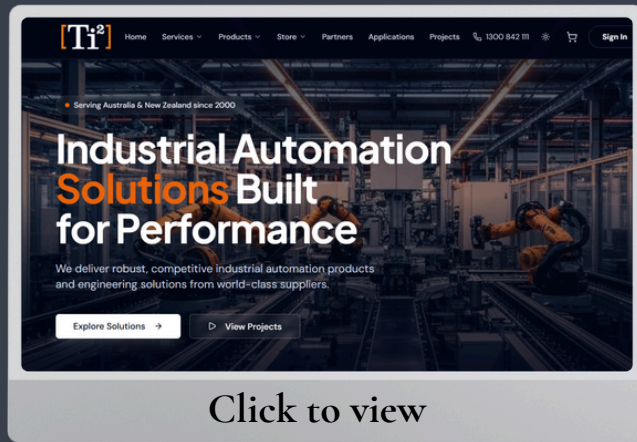 [Ti²]
Home Services Products Store Partners Applications Projects 1300 842 111 Sign In
Serving Australia & New Zealand since 2000
Industrial Automation
Solutions Built
for Performance
We deliver robust, competitive industrial automation products
and engineering solutions from world-class suppliers.
Explore Solutions →
View Projects
Click to view